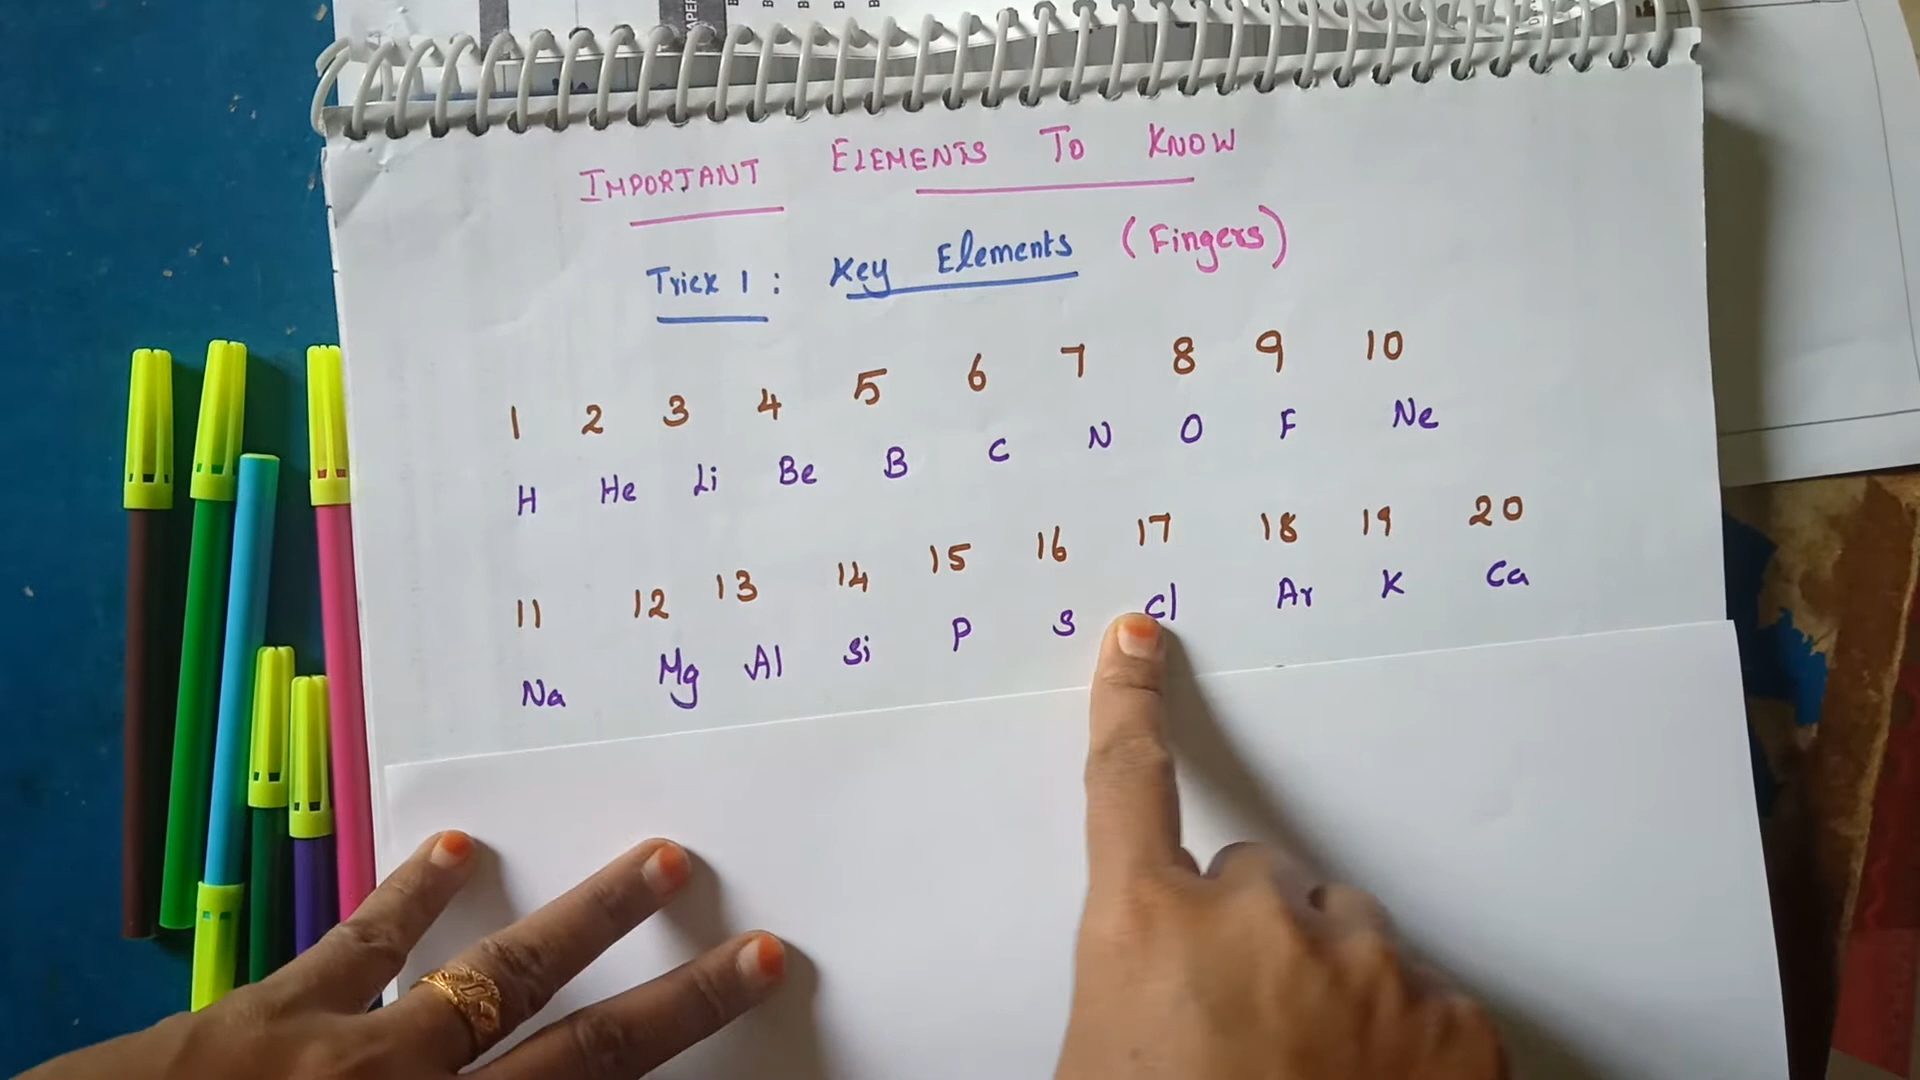 IMPORTANT ELEMENTS TO KNOW
Trick 1 : Key Elements (Fingers)
1 2 3 4 5 6 7 8 9 10
H He Li Be B C N O F Ne
11 12 13 14 15 16 17 18 19 20
Na Mg Al Si P S Cl Ar K Ca